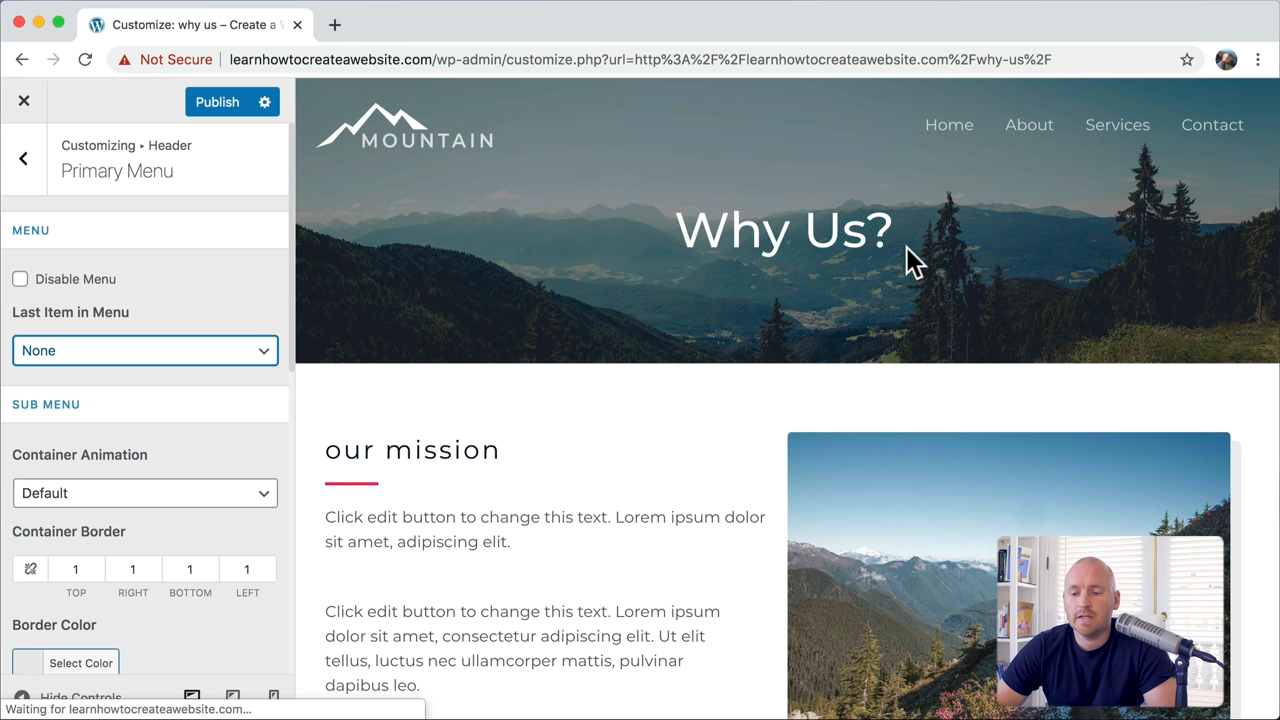 Customize: why us – Create a W
Not Secure
learnhowtocreateawebsite.com/wp-admin/customize.php?url=http%3A%2F%2Flearnhowtocreateawebsite.com%2Fwhy-us%2F
Publish
Customizing ▸ Header
Primary Menu
MENU
Disable Menu
Last Item in Menu
None
SUB MENU
Container Animation
Default
Container Border
1 1 1 1
TOP RIGHT BOTTOM LEFT
Border Color
Select Color
Hide Controls
Waiting for learnhowtocreateawebsite.com...
MOUNTAIN
Home About Services Contact
Why Us?
our mission
Click edit button to change this text. Lorem ipsum dolor
sit amet, adipiscing elit.
Click edit button to change this text. Lorem ipsum
dolor sit amet, consectetur adipiscing elit. Ut elit
tellus, luctus nec ullamcorper mattis, pulvinar
dapibus leo.